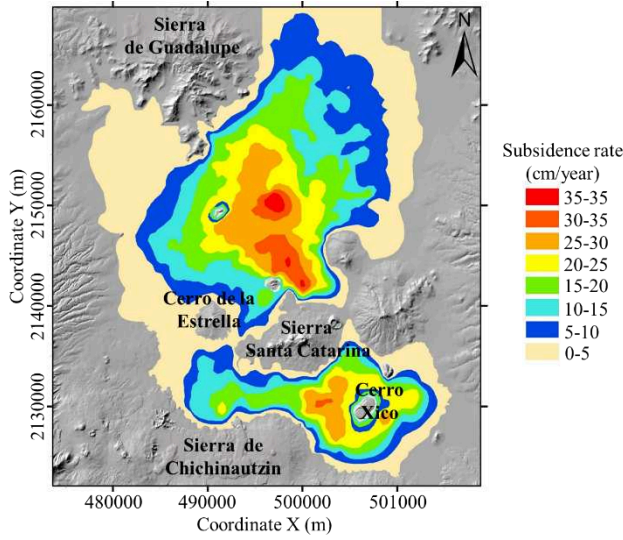 Sierra
de Guadalupe
N
Cerro de la
Estrella
Sierra
Santa Catarina
Cerro
Xico
Sierra de
Chichinautzin
Coordinate Y (m)
2160000
2150000
2140000
2130000
480000 490000 500000 501000
Coordinate X (m)
Subsidence rate
(cm/year)
35-35
30-35
25-30
20-25
15-20
10-15
5-10
0-5